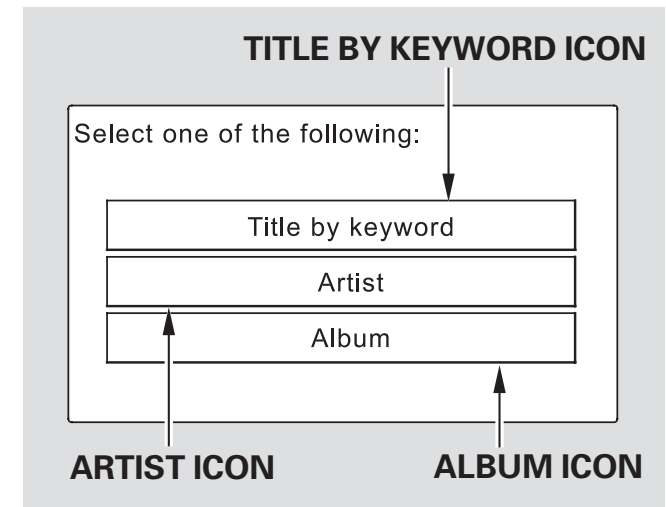 TITLE BY KEYWORD ICON
Select one of the following:
Title by keyword
Artist
Album
ARTIST ICON
ALBUM ICON